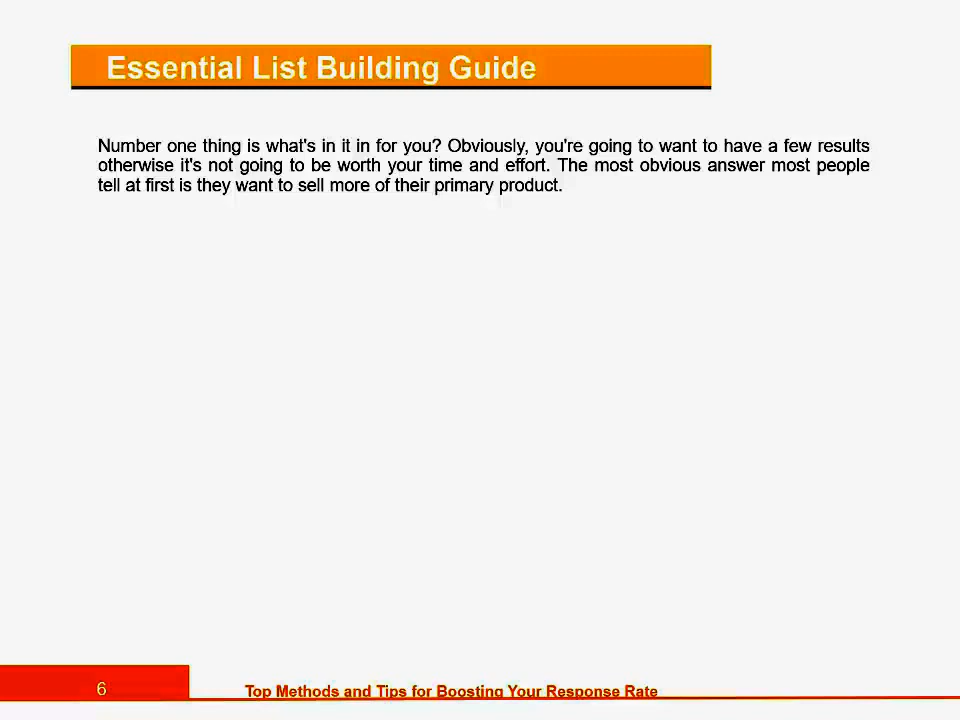 Essential List Building Guide
Number one thing is what's in it in for you? Obviously, you're going to want to have a few results
otherwise it's not going to be worth your time and effort. The most obvious answer most people
tell at first is they want to sell more of their primary product.
6
Top Methods and Tips for Boosting Your Response Rate